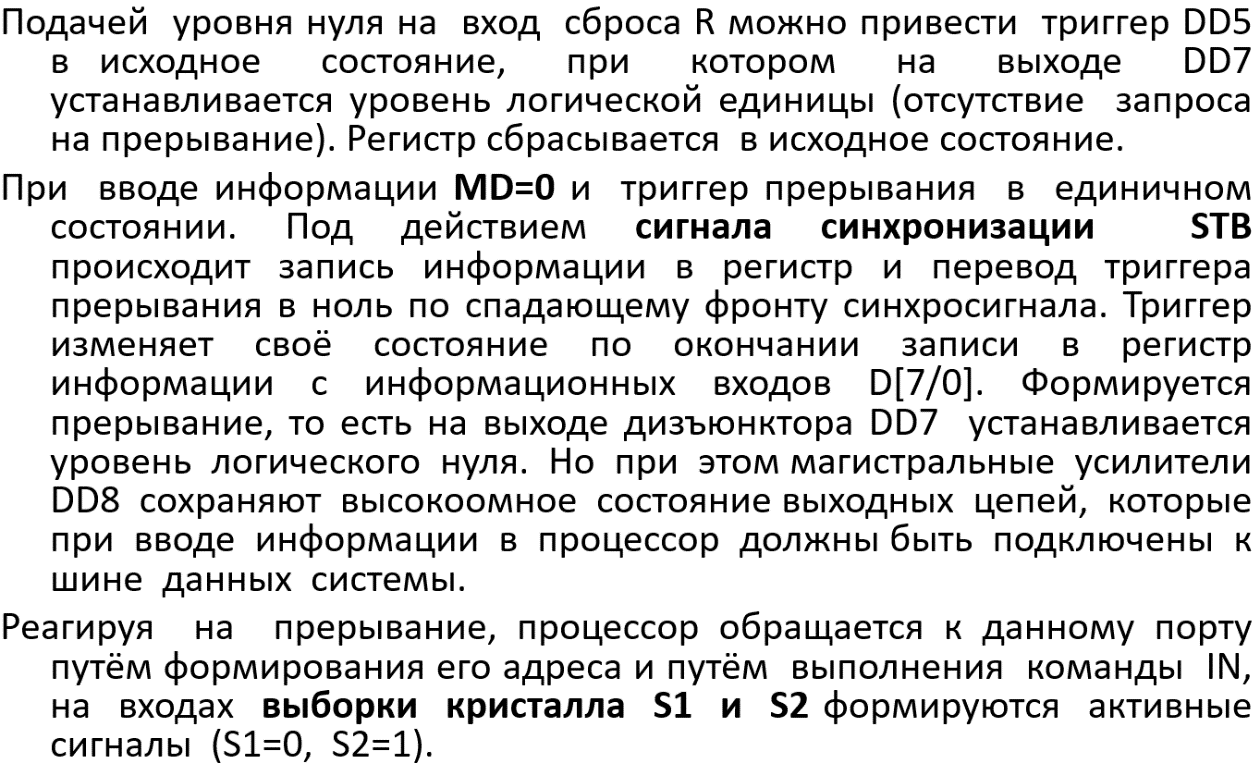 Подачей уровня нуля на вход сброса R можно привести триггер DD5
в исходное состояние, при котором на выходе DD7
устанавливается уровень логической единицы (отсутствие запроса
на прерывание). Регистр сбрасывается в исходное состояние.
При вводе информации MD=0 и триггер прерывания в единичном
состоянии. Под действием сигнала синхронизации STB
происходит запись информации в регистр и перевод триггера
прерывания в ноль по спадающему фронту синхросигнала. Триггер
изменяет своё состояние по окончании записи в регистр
информации с информационных входов D[7/0]. Формируется
прерывание, то есть на выходе дизъюнктора DD7 устанавливается
уровень логического нуля. Но при этом магистральные усилители
DD8 сохраняют высокоомное состояние выходных цепей, которые
при вводе информации в процессор должны быть подключены к
шине данных системы.
Реагируя на прерывание, процессор обращается к данному порту
путём формирования его адреса и путём выполнения команды IN,
на входах выборки кристалла S1 и S2 формируются активные
сигналы (S1=0, S2=1).